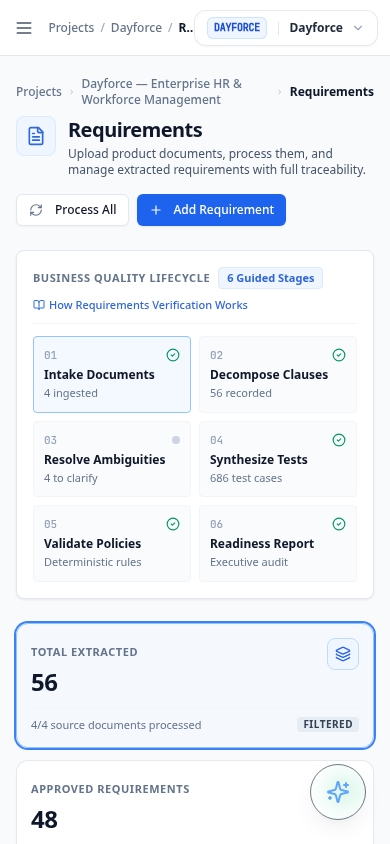 Projects / Dayforce / R.. DAYFORCE Dayforce
Projects > Dayforce — Enterprise HR & Workforce Management > Requirements
Requirements
Upload product documents, process them, and
manage extracted requirements with full traceability.
Process All
Add Requirement
BUSINESS QUALITY LIFECYCLE
6 Guided Stages
How Requirements Verification Works
01
Intake Documents
4 ingested
02
Decompose Clauses
56 recorded
03
Resolve Ambiguities
4 to clarify
04
Synthesize Tests
686 test cases
05
Validate Policies
Deterministic rules
06
Readiness Report
Executive audit
TOTAL EXTRACTED
56
4/4 source documents processed
FILTERED
APPROVED REQUIREMENTS
48